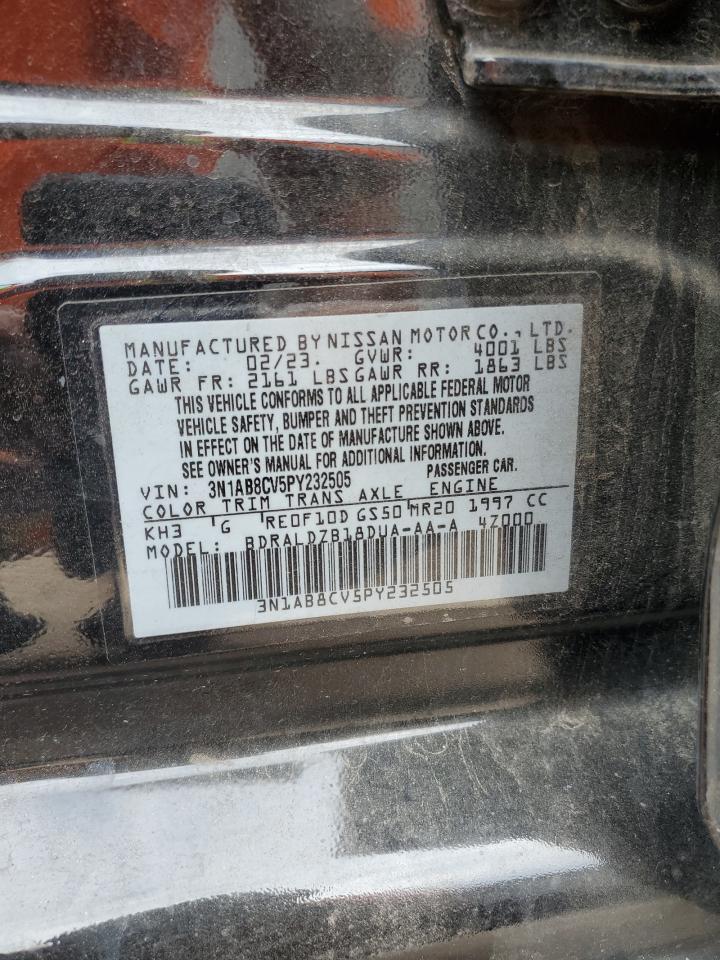 MANUFACTURED BY NISSAN MOTOR CO., LTD.
DATE: 02/23. GVWR: 4001 LBS
GAWR FR: 2161 LBS GAWR RR: 1863 LBS
THIS VEHICLE CONFORMS TO ALL APPLICABLE FEDERAL MOTOR
VEHICLE SAFETY, BUMPER AND THEFT PREVENTION STANDARDS
IN EFFECT ON THE DATE OF MANUFACTURE SHOWN ABOVE.
SEE OWNER'S MANUAL FOR ADDITIONAL INFORMATION.
VIN: 3N1AB8CV5PY232505 PASSENGER CAR.
COLOR TRIM TRANS AXLE ENGINE
KH3 G RE0F10D GS50 MR20 1997 CC
MODEL: BDRALDZB18DUA-AA-A 4Z000
3N1AB8CV5PY232505